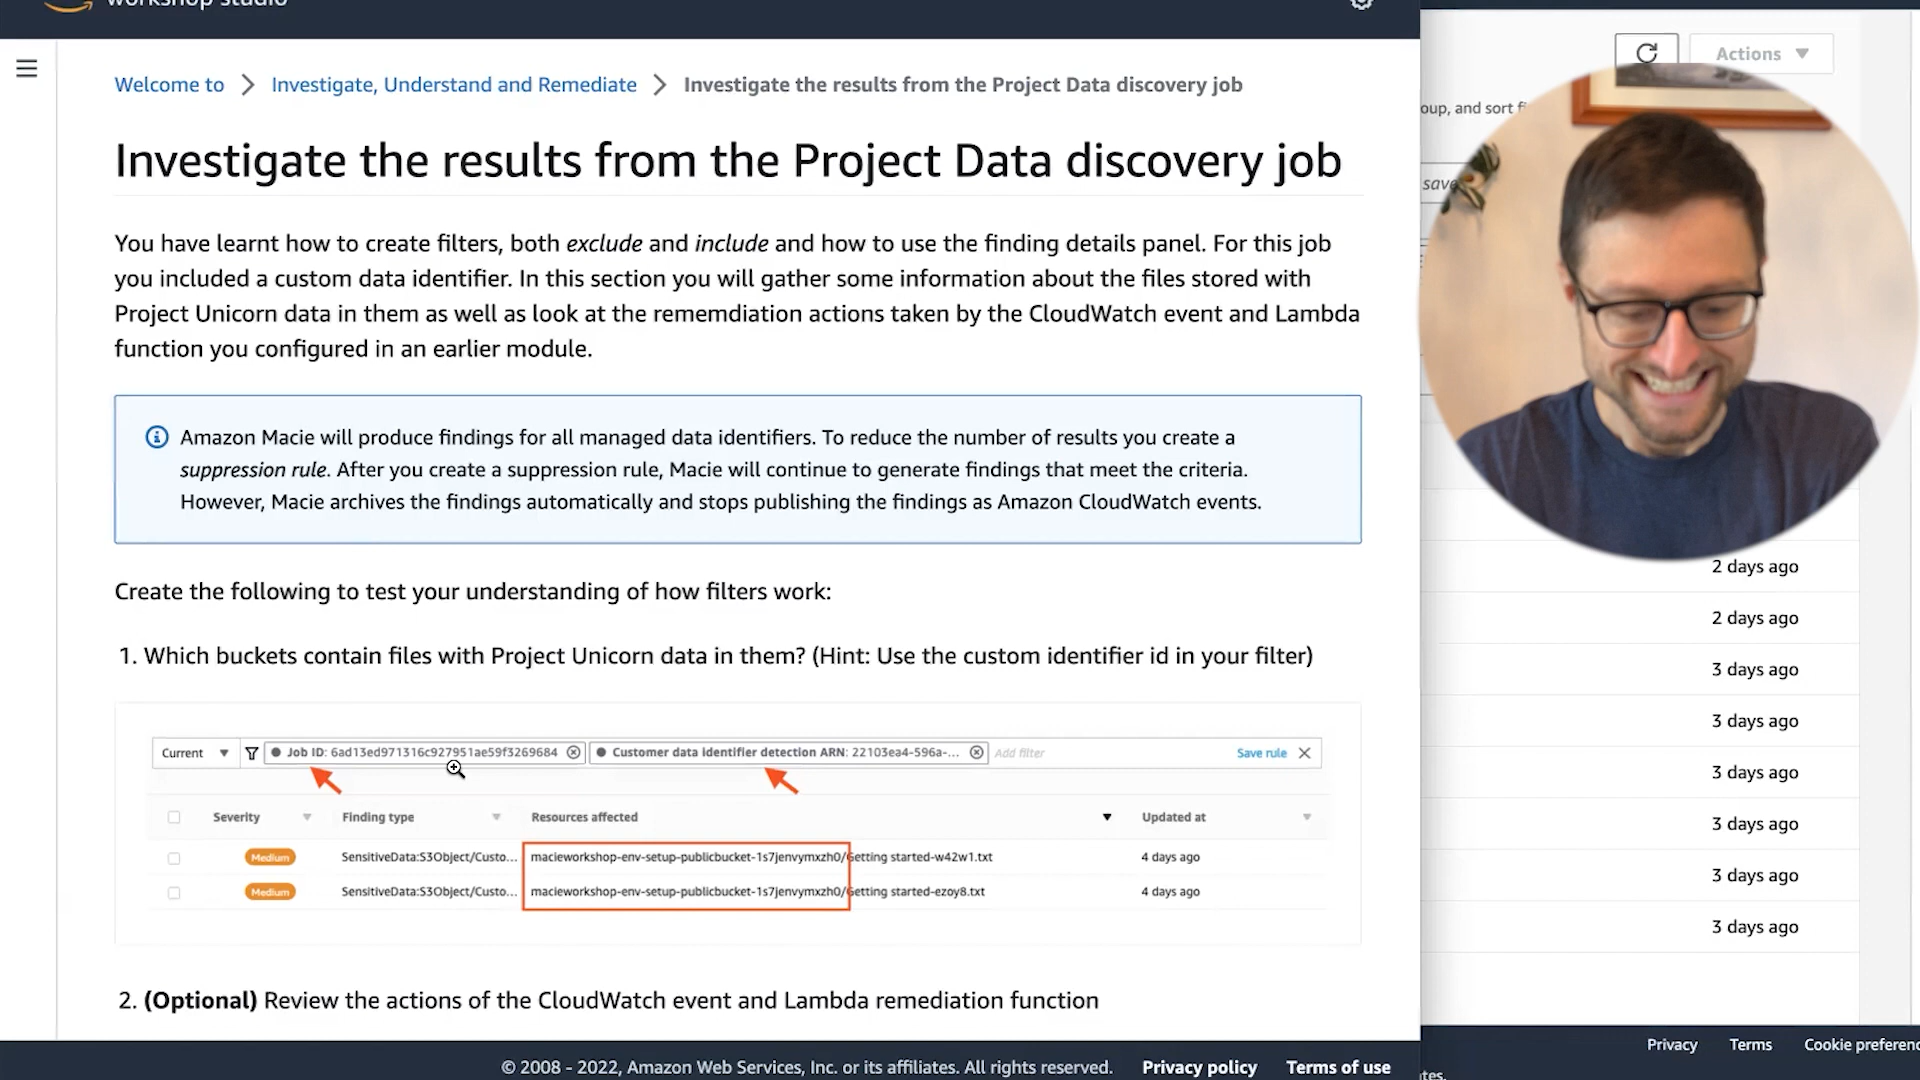 workshop studio
Welcome to > Investigate, Understand and Remediate > Investigate the results from the Project Data discovery job
Investigate the results from the Project Data discovery job
You have learnt how to create filters, both exclude and include and how to use the finding details panel. For this job
you included a custom data identifier. In this section you will gather some information about the files stored with
Project Unicorn data in them as well as look at the rememdiation actions taken by the CloudWatch event and Lambda
function you configured in an earlier module.
Amazon Macie will produce findings for all managed data identifiers. To reduce the number of results you create a
suppression rule. After you create a suppression rule, Macie will continue to generate findings that meet the criteria.
However, Macie archives the findings automatically and stops publishing the findings as Amazon CloudWatch events.
Create the following to test your understanding of how filters work:
1. Which buckets contain files with Project Unicorn data in them? (Hint: Use the custom identifier id in your filter)
Current Job ID: 6ad13ed971316c927951ae59f3269684 Customer data identifier detection ARN: 22103ea4-596a-... Add filter Save rule
Severity Finding type Resources affected Updated at
Medium SensitiveData:S3Object/Custo... macieworkshop-env-setup-publicbucket-1s7jenvymxzh0/Getting started-w42w1.txt 4 days ago
Medium SensitiveData:S3Object/Custo... macieworkshop-env-setup-publicbucket-1s7jenvymxzh0/Getting started-ezoy8.txt 4 days ago
2. (Optional) Review the actions of the CloudWatch event and Lambda remediation function
© 2008 - 2022, Amazon Web Services, Inc. or its affiliates. All rights reserved. Privacy policy Terms of use
Actions
oup, and sort fi
save
2 days ago
2 days ago
3 days ago
3 days ago
3 days ago
3 days ago
3 days ago
3 days ago
Privacy Terms Cookie preferenc
tes.